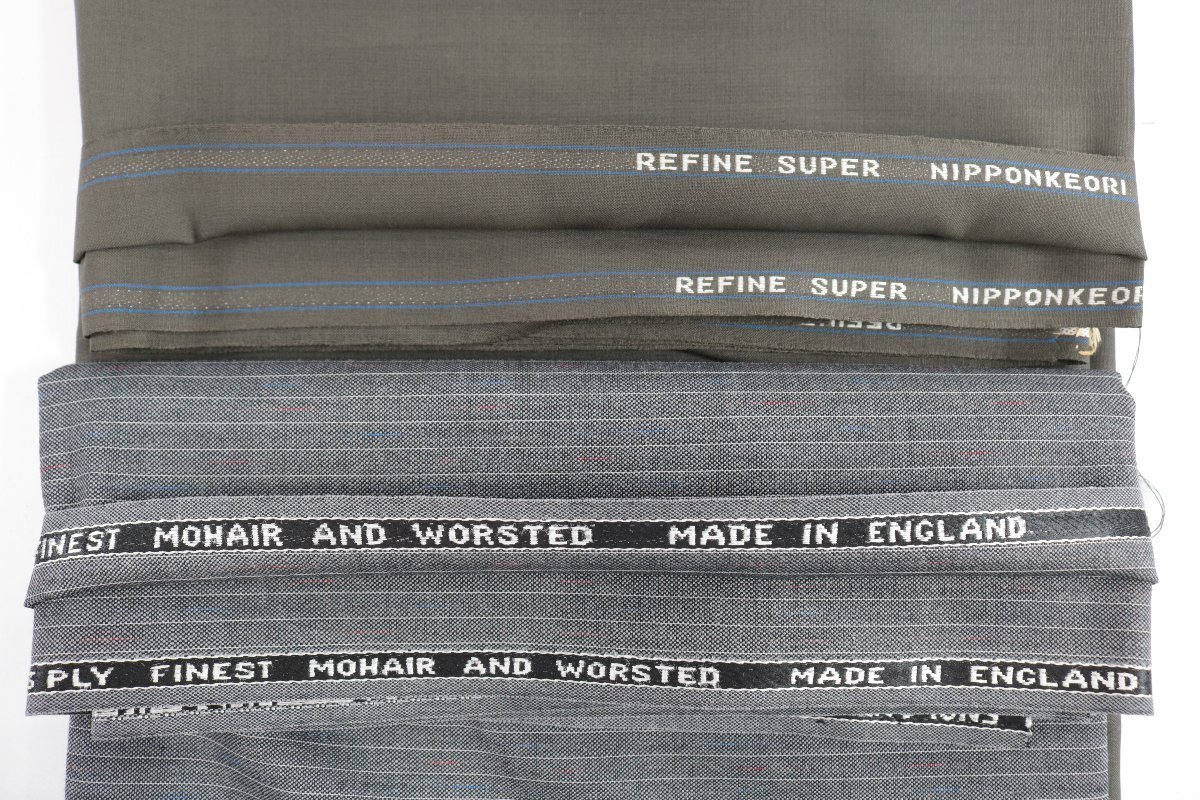 REFINE SUPER NIPPONKEORI
REFINE SUPER NIPPONKEOR
FINEST MOHAIR AND WORSTED MADE IN ENGLAND
PLY FINEST MOHAIR AND WORSTED MADE IN ENGLAND